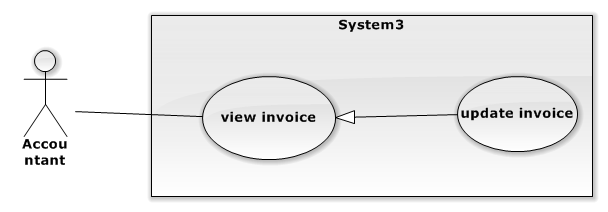 System3
view invoice
update invoice
Accou
ntant